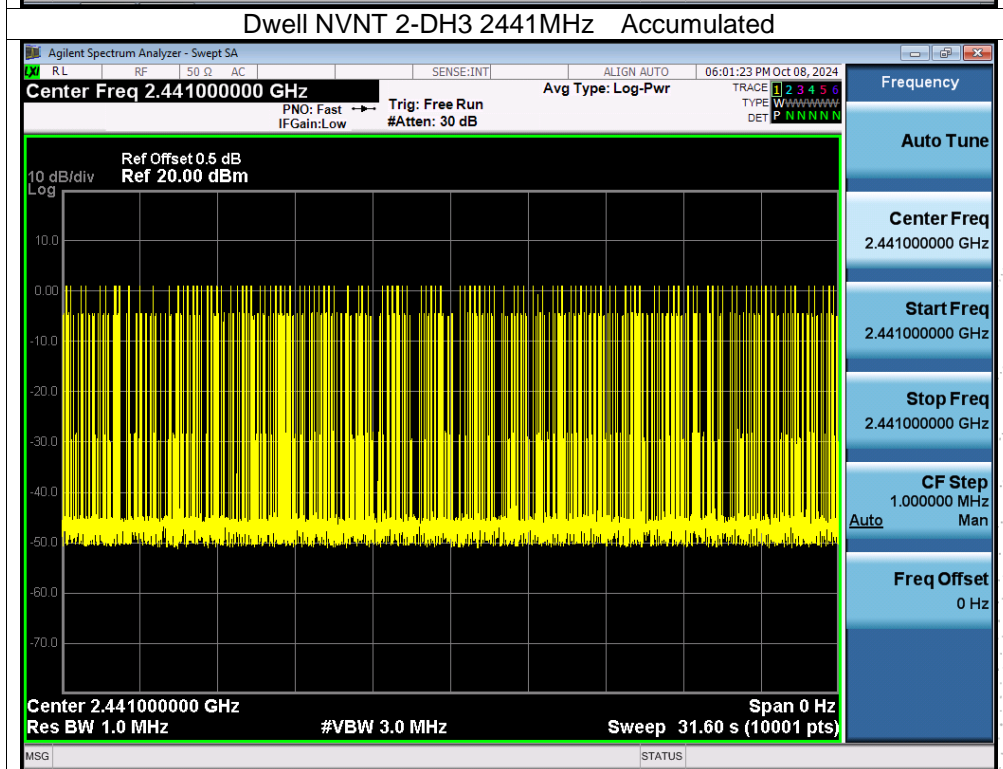 Dwell NVNT 2-DH3 2441MHz Accumulated
Agilent Spectrum Analyzer - Swept SA
LXI RL RF 50 Ω AC SENSE:INT ALIGN AUTO 06:01:23 PM Oct 08, 2024
Center Freq 2.441000000 GHz
PNO: Fast
IFGain:Low
Trig: Free Run
#Atten: 30 dB
Avg Type: Log-Pwr
TRACE 1 2 3 4 5 6
TYPE WWWWWWW
DET P N N N N N
Ref Offset 0.5 dB
10 dB/div Ref 20.00 dBm
Log
10.0
0.00
-10.0
-20.0
-30.0
-40.0
-50.0
-60.0
-70.0
Center 2.441000000 GHz Span 0 Hz
Res BW 1.0 MHz #VBW 3.0 MHz Sweep 31.60 s (10001 pts)
MSG STATUS
Frequency
Auto Tune
Center Freq
2.441000000 GHz
Start Freq
2.441000000 GHz
Stop Freq
2.441000000 GHz
CF Step
1.000000 MHz
Auto Man
Freq Offset
0 Hz